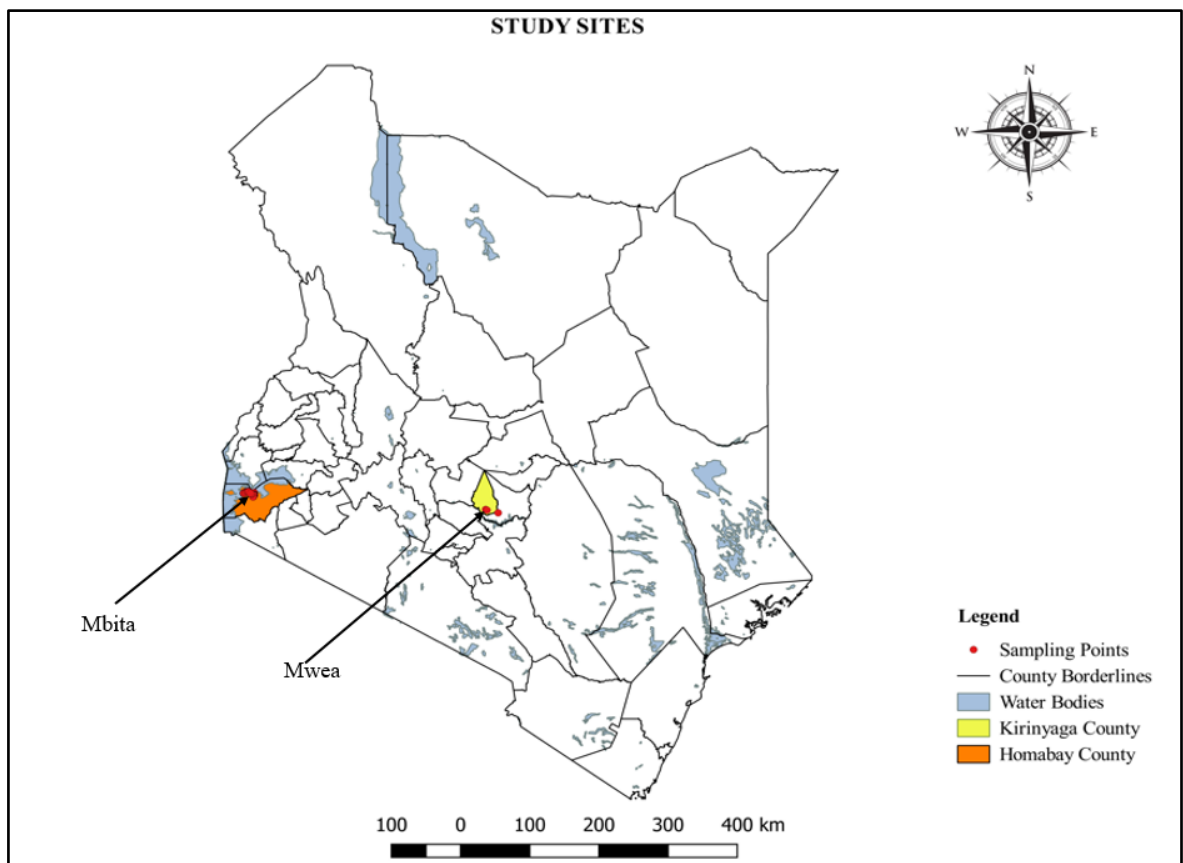 STUDY SITES
N
W
E
S
Mbita
Mwea
Legend
Sampling Points
County Borderlines
Water Bodies
Kirinyaga County
Homabay County
100 0 100 200 300 400 km